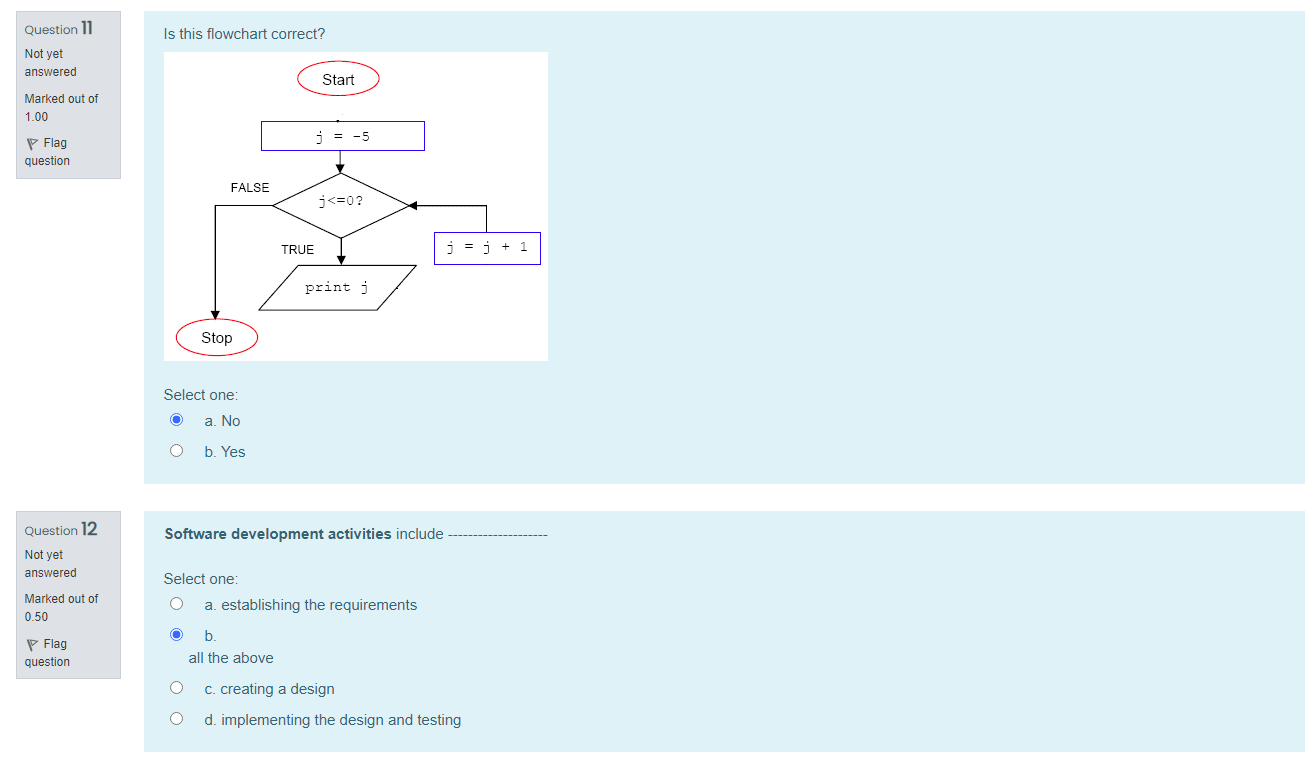 Question 11
Not yet
answered
Marked out of
1.00
Flag
question
Is this flowchart correct?
Start
j = -5
FALSE
j<=0?
TRUE
j = j + 1
print j
Stop
Select one:
a. No
b. Yes
Question 12
Not yet
answered
Marked out of
0.50
Flag
question
Software development activities include --------------------
Select one:
a. establishing the requirements
b.
all the above
c. creating a design
d. implementing the design and testing